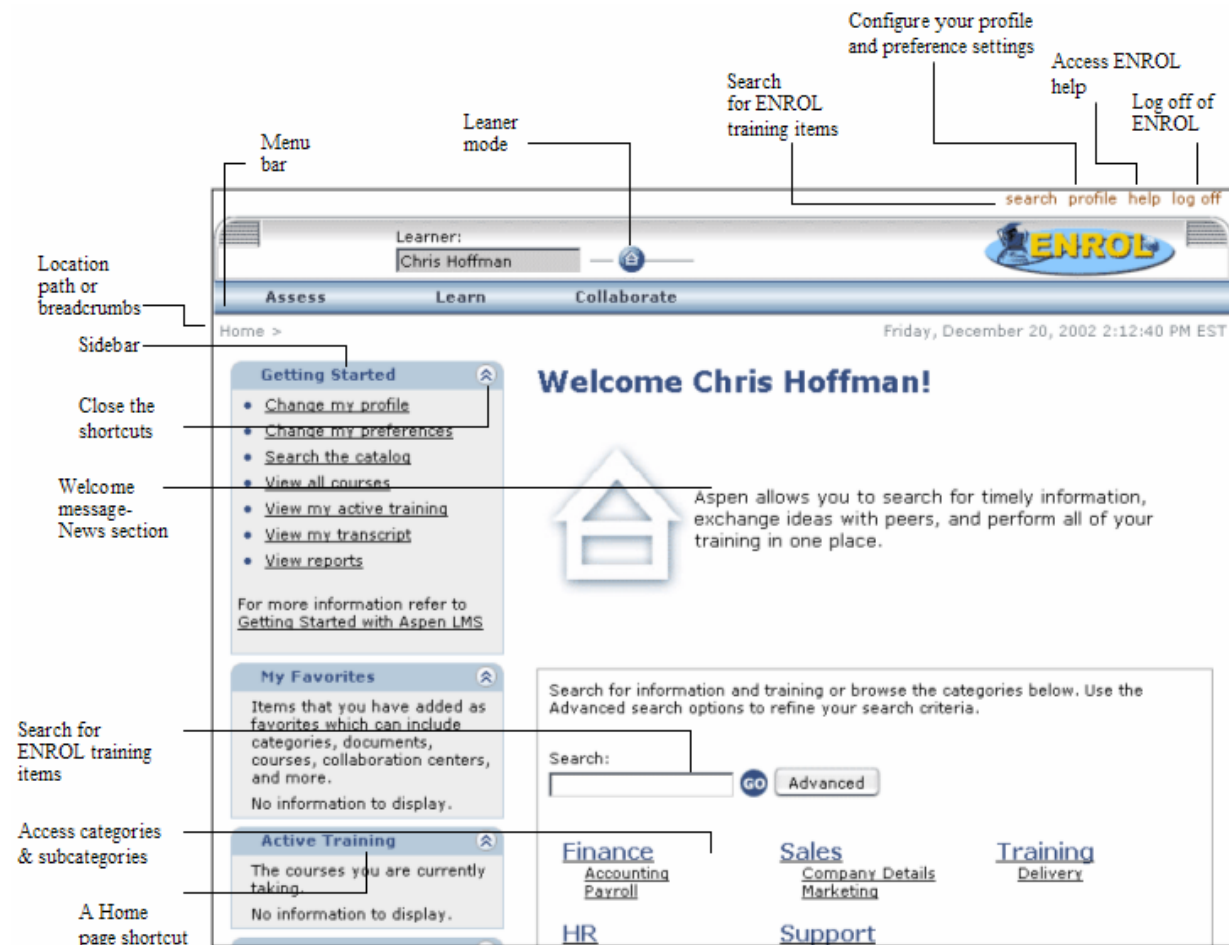 Configure your profile
and preference settings
Access ENROL
help
Search
for ENROL
training items
Log off of
ENROL
Leaner
mode
Menu
bar
search profile help log off
Learner:
Chris Hoffman
ENROL
Location
path or
breadcrumbs
Assess Learn Collaborate
Home >
Friday, December 20, 2002 2:12:40 PM EST
Sidebar
Getting Started
Welcome Chris Hoffman!
Close the
shortcuts
Change my profile
Change my preferences
Search the catalog
View all courses
View my active training
View my transcript
View reports
Welcome
message-
News section
Aspen allows you to search for timely information,
exchange ideas with peers, and perform all of your
training in one place.
For more information refer to
Getting Started with Aspen LMS
My Favorites
Items that you have added as
favorites which can include
categories, documents,
courses, collaboration centers,
and more.
No information to display.
Search for information and training or browse the categories below. Use the
Advanced search options to refine your search criteria.
Search for
ENROL training
items
Search:
GO Advanced
Access categories
& subcategories
Active Training
The courses you are currently
taking.
No information to display.
Finance
Accounting
Payroll
Sales
Company Details
Marketing
Training
Delivery
A Home
page shortcut
HR
Support